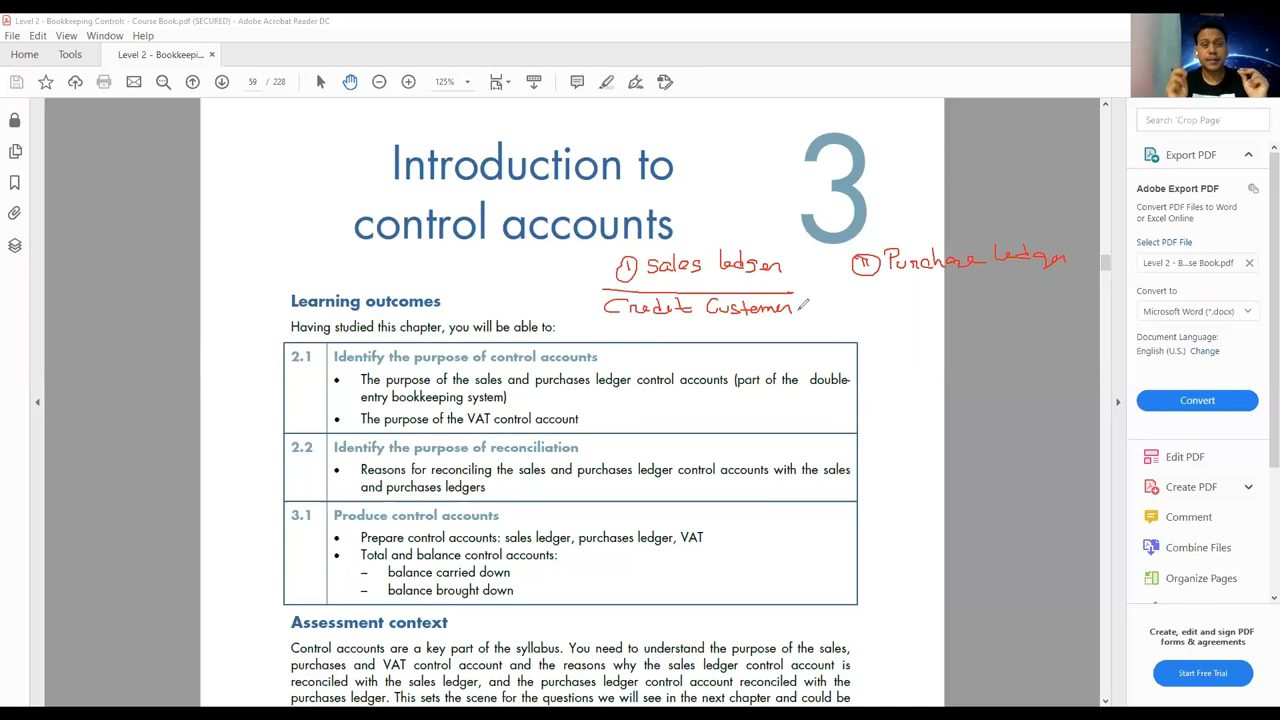 Level 2 - Bookkeeping Controls - Course Book.pdf (SECURED) - Adobe Acrobat Reader DC
File Edit View Window Help
Home Tools Level 2 - Bookkeepi... ×
59 / 228 125%
Search 'Crop Page'
Export PDF
Adobe Export PDF
Convert PDF Files to Word
or Excel Online
Select PDF File
Level 2 - B...se Book.pdf
Convert to
Microsoft Word (*.docx)
Document Language:
English (U.S.) Change
Convert
Edit PDF
Create PDF
Comment
Combine Files
Organize Pages
Create, edit and sign PDF
forms & agreements
Start Free Trial
Introduction to
control accounts
3
① Sales ledger
② Purchase ledger
Credit Customer
Learning outcomes
Having studied this chapter, you will be able to:
2.1 Identify the purpose of control accounts
• The purpose of the sales and purchases ledger control accounts (part of the double-
entry bookkeeping system)
• The purpose of the VAT control account
2.2 Identify the purpose of reconciliation
• Reasons for reconciling the sales and purchases ledger control accounts with the sales
and purchases ledgers
3.1 Produce control accounts
• Prepare control accounts: sales ledger, purchases ledger, VAT
• Total and balance control accounts:
– balance carried down
– balance brought down
Assessment context
Control accounts are a key part of the syllabus. You need to understand the purpose of the sales,
purchases and VAT control account and the reasons why the sales ledger control account is
reconciled with the sales ledger, and the purchases ledger control account reconciled with the
purchases ledger. This sets the scene for the questions we will see in the next chapter and could be